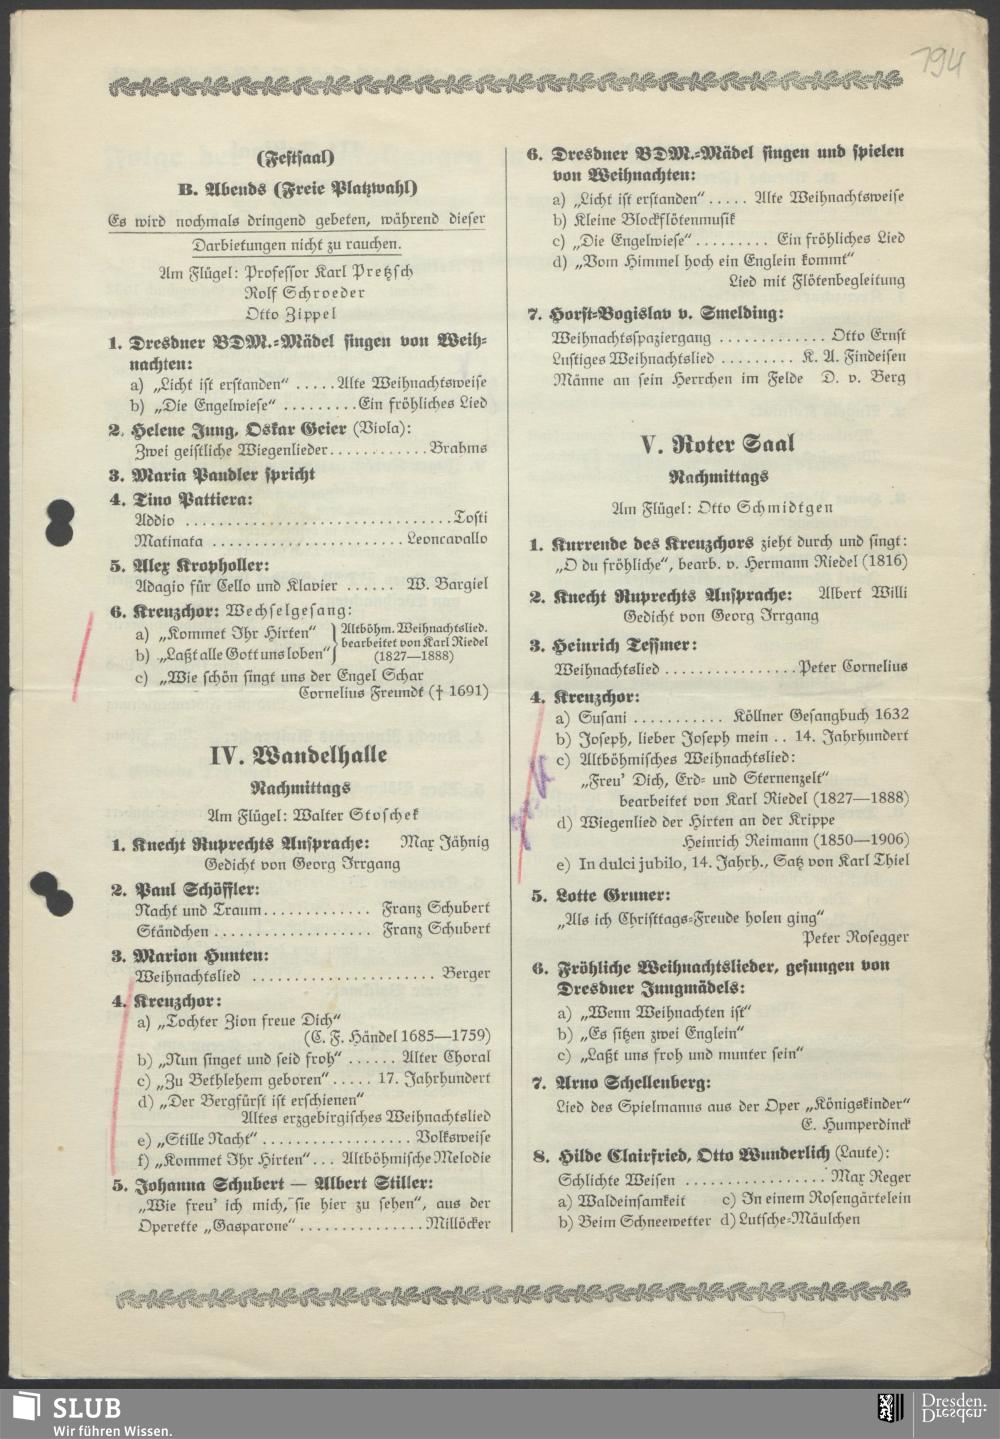 194
(Festsaal)
B. Abends (Freie Platzwahl)
Es wird nochmals dringend gebeten, während dieser
Darbietungen nicht zu rauchen.
Am Flügel: Professor Karl Pretzsch
Rolf Schroeder
Otto Zippel
1. Dresdner BDM.=Mädel singen von Weih=
nachten:
a) „Licht ist erstanden“ ..... Alte Weihnachtsweise
b) „Die Engelwiese“ ......... Ein fröhliches Lied
2. Helene Jung, Oskar Geier (Viola):
Zwei geistliche Wiegenlieder ............ Brahms
3. Maria Paudler spricht
4. Tino Pattiera:
Addio ................................. Tosti
Matinata ........................ Leoncavallo
5. Alex Kropholler:
Adagio für Cello und Klavier ...... W. Bargiel
6. Kreuzchor: Wechselgesang:
a) „Kommet Ihr Hirten“ } Altböhm. Weihnachtslied.
bearbeitet von Karl Riedel
b) „Laßt alle Gott uns loben“ (1827—1888)
c) „Wie schön singt uns der Engel Schar
Cornelius Freundt († 1691)
IV. Wandelhalle
Nachmittags
Am Flügel: Walter Stoschek
1. Knecht Ruprechts Ansprache: Max Jähnig
Gedicht von Georg Irrgang
2. Paul Schöffler:
Nacht und Traum ............. Franz Schubert
Ständchen ................... Franz Schubert
3. Marion Hunten:
Weihnachtslied ....................... Berger
4. Kreuzchor:
a) „Tochter Zion freue Dich“
(C. F. Händel 1685—1759)
b) „Nun singet und seid froh“ ...... Alter Choral
c) „Zu Bethlehem geboren“ ..... 17. Jahrhundert
d) „Der Bergfürst ist erschienen“
Altes erzgebirgisches Weihnachtslied
e) „Stille Nacht“ .................. Volksweise
f) „Kommet Ihr Hirten“ ... Altböhmische Melodie
5. Johanna Schubert — Albert Stiller:
„Wie freu' ich mich, sie hier zu sehen“, aus der
Operette „Gasparone“ ............... Millöcker
6. Dresdner BDM.=Mädel singen und spielen
von Weihnachten:
a) „Licht ist erstanden“ ..... Alte Weihnachtsweise
b) Kleine Blockflötenmusik
c) „Die Engelwiese“ ......... Ein fröhliches Lied
d) „Vom Himmel hoch ein Englein kommt“
Lied mit Flötenbegleitung
7. Horst=Bogislav v. Smelding:
Weihnachtsspaziergang ............. Otto Ernst
Lustiges Weihnachtslied ......... K. A. Findeisen
Männe an sein Herrchen im Felde D. v. Berg
V. Roter Saal
Nachmittags
Am Flügel: Otto Schmidtgen
1. Kurrende des Kreuzchors zieht durch und singt:
„O du fröhliche“, bearb. v. Hermann Riedel (1816)
2. Knecht Ruprechts Ansprache: Albert Willi
Gedicht von Georg Irrgang
3. Heinrich Tessmer:
Weihnachtslied ................ Peter Cornelius
4. Kreuzchor:
a) Susani ........... Köllner Gesangbuch 1632
b) Joseph, lieber Joseph mein .. 14. Jahrhundert
c) Altböhmisches Weihnachtslied:
„Freu' Dich, Erd= und Sternenzelt“
bearbeitet von Karl Riedel (1827—1888)
d) Wiegenlied der Hirten an der Krippe
Heinrich Reimann (1850—1906)
e) In dulci jubilo, 14. Jahrh., Satz von Karl Thiel
5. Lotte Gruner:
„Als ich Christtags=Freude holen ging“
Peter Rosegger
6. Fröhliche Weihnachtslieder, gesungen von
Dresdner Jungmädels:
a) „Wenn Weihnachten ist“
b) „Es sitzen zwei Englein“
c) „Laßt uns froh und munter sein“
7. Arno Schellenberg:
Lied des Spielmanns aus der Oper „Königskinder“
E. Humperdinck
8. Hilde Clairfried, Otto Wunderlich (Laute):
Schlichte Weisen ................. Max Reger
a) Waldeinsamkeit c) In einem Rosengärtelein
b) Beim Schneewetter d) Lutsche=Mäulchen
SLUB
Wir führen Wissen.
Dresden.
Dresden.